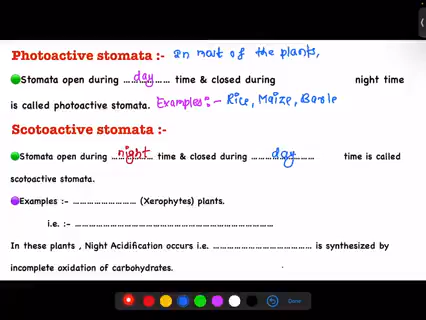 Photoactive stomata :- In most of the plants,
Stomata open during ...day... time & closed during night time
is called photoactive stomata. Examples:- Rice, Maize, Barle
Scotoactive stomata :-
Stomata open during ...night... time & closed during ...day... time is called
scotoactive stomata.
Examples :- .......................... (Xerophytes) plants.
i.e. :- ..........................................................................
In these plants , Night Acidification occurs i.e. ..................................... is synthesized by
incomplete oxidation of carbohydrates.
Done